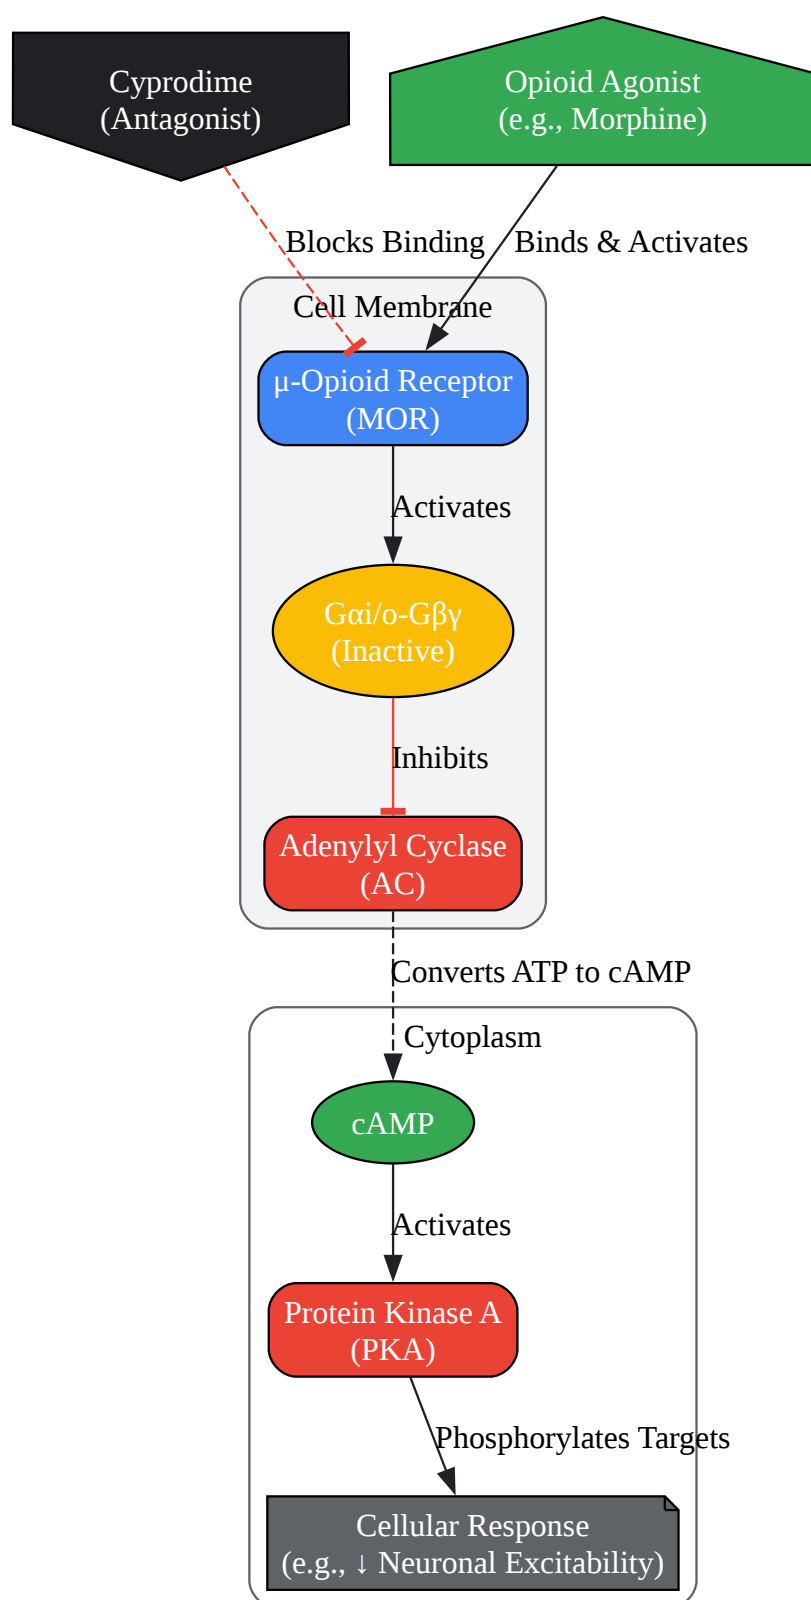 Cyprodime
(Antagonist)
Opioid Agonist
(e.g., Morphine)
Blocks Binding
Binds & Activates
Cell Membrane
μ-Opioid Receptor
(MOR)
Activates
Gαi/o-Gβγ
(Inactive)
Inhibits
Adenylyl Cyclase
(AC)
Converts ATP to cAMP
Cytoplasm
cAMP
Activates
Protein Kinase A
(PKA)
Phosphorylates Targets
Cellular Response
(e.g., ↓ Neuronal Excitability)